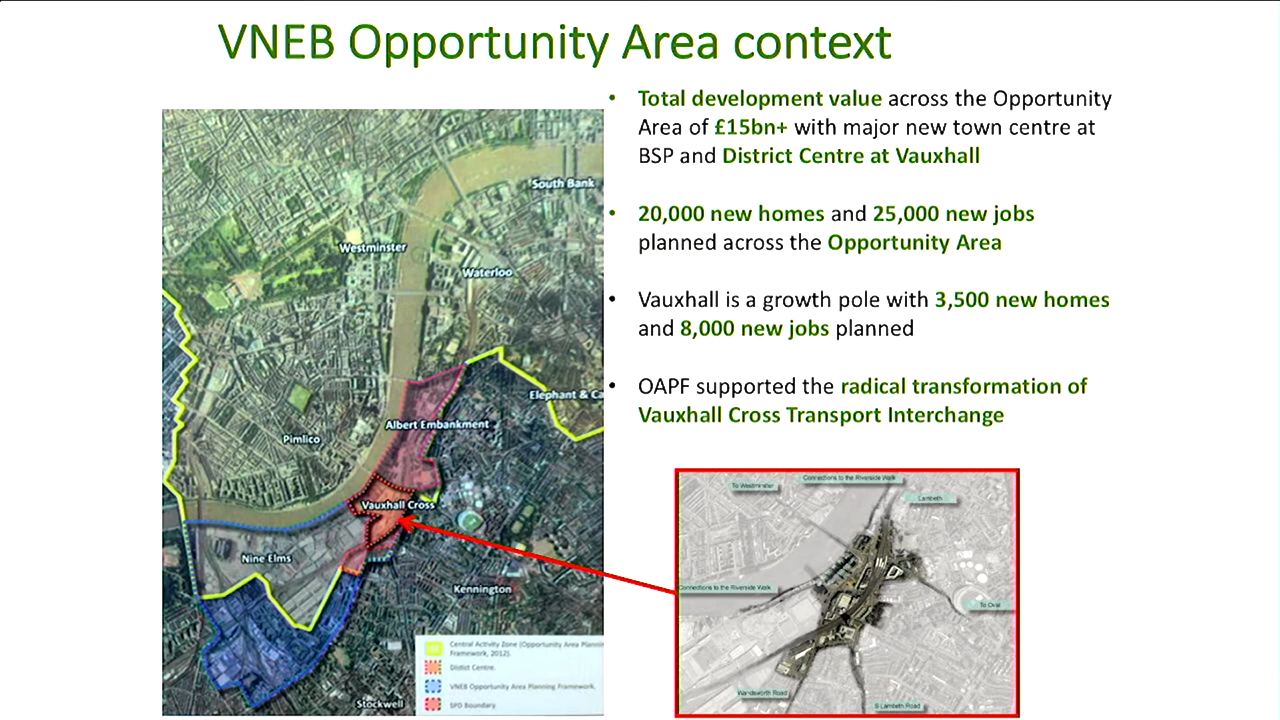 VNEB Opportunity Area context
• Total development value across the Opportunity
Area of £15bn+ with major new town centre at
BSP and District Centre at Vauxhall
• 20,000 new homes and 25,000 new jobs
planned across the Opportunity Area
• Vauxhall is a growth pole with 3,500 new homes
and 8,000 new jobs planned
• OAPF supported the radical transformation of
Vauxhall Cross Transport Interchange
South Bank
Westminster
Waterloo
Elephant & Ca
Albert Embankment
Pimlico
Vauxhall Cross
Nine Elms
Kennington
Stockwell
Central Activity Zone (Opportunity Area Plannin
Framework, 2012).
District Centre.
VNEB Opportunity Area Planning Framework.
SPD Boundary.
Connections to the Riverside Walk
To Westminster
Lambeth
Connections to the Riverside Walk
To Oval
Wandsworth Road
S Lambeth Road